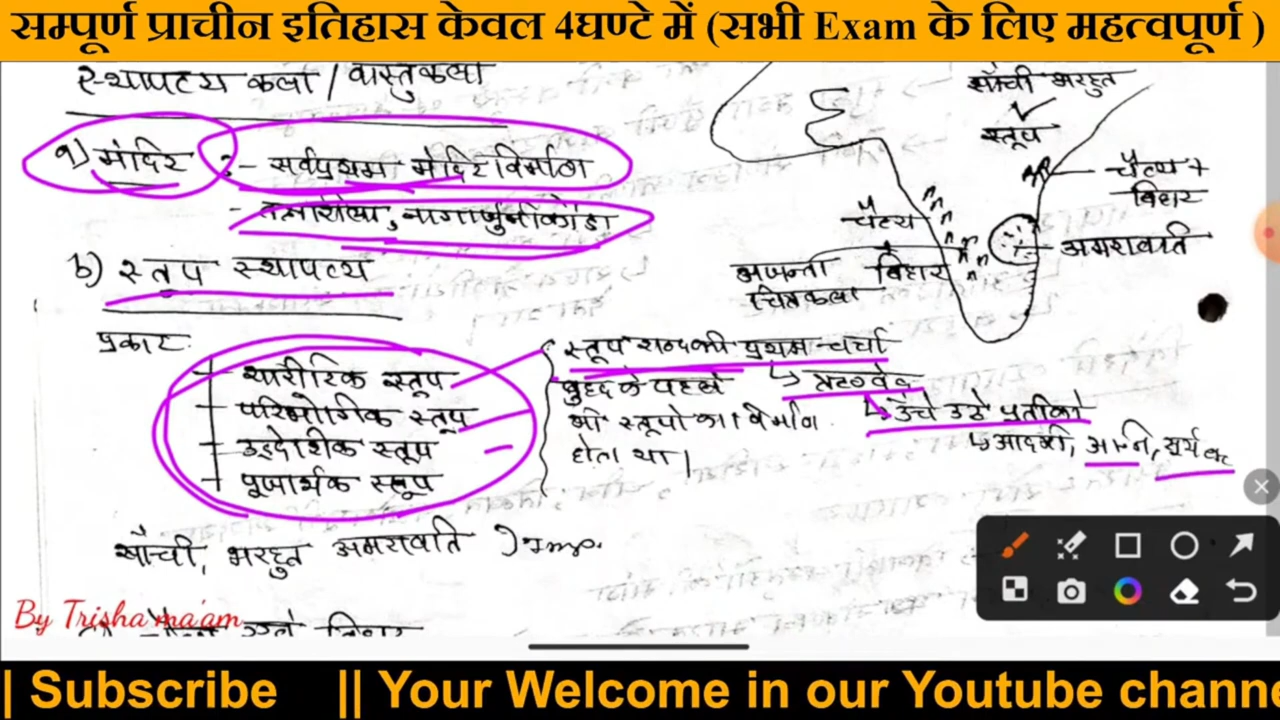 सम्पूर्ण प्राचीन इतिहास केवल 4घण्टे में (सभी Exam के लिए महत्वपूर्ण )
स्थापत्य कला / वास्तुकला
a) मंदिर :- सर्वप्रथम मंदिर निर्माण
- तक्षशिला, नागार्जुनीकोंडा
b) स्तूप स्थापत्य
प्रकार
- शारीरिक स्तूप
- परिभोगिक स्तूप
- उद्देशिक स्तूप
- पूजार्थक स्तूप
स्तूप शब्द की प्रथम चर्चा
↳ ऋग्वेद
↳ ऊँचे उठे प्रतीको
↳ आदमी, अग्नि, सूर्य का
बुद्ध के पहले
भी स्तूपो का निर्माण
होता था।
साँची, भरहुत अमरावति } Imp.
साँची भरहुत
स्तूप
चैत्य +
विहार
अमरावति
चैत्य
विहार
अजन्ता
चित्रकला
By Trisha ma'am
| Subscribe || Your Welcome in our Youtube channe